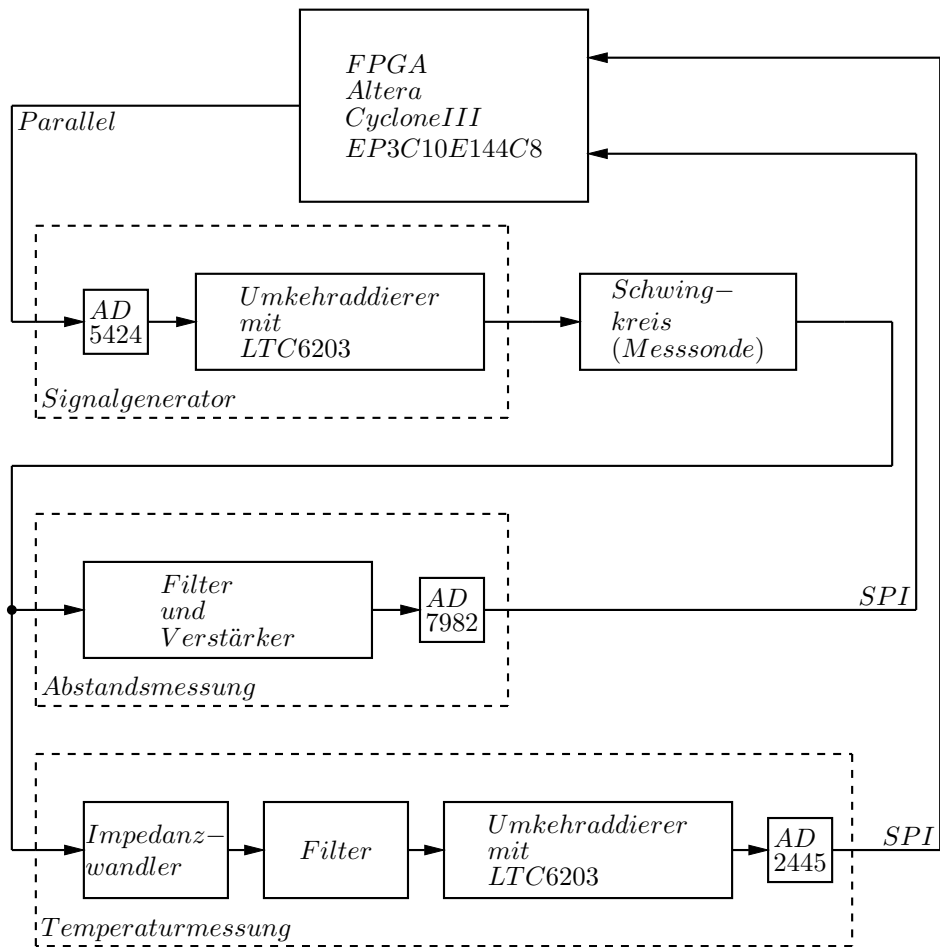 FPGA
Altera
CycloneIII
EP3C10E144C8
Parallel
AD
5424
Umkehraddierer
mit
LTC6203
Schwing−
kreis
(Messsonde)
Signalgenerator
Filter
und
Verstärker
AD
7982
SPI
Abstandsmessung
Impedanz−
wandler
Filter
Umkehraddierer
mit
LTC6203
AD
2445
SPI
Temperaturmessung